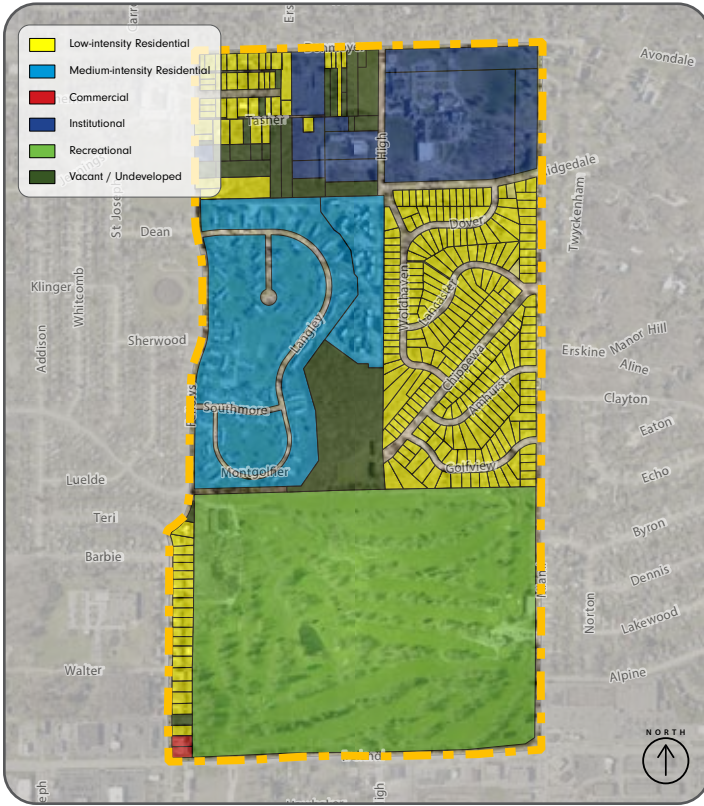 Low-intensity Residential
Medium-intensity Residential
Commercial
Institutional
Recreational
Vacant / Undeveloped
Avondale
Tasher
High
Ridgedale
St. Joseph
Dean
Dover
Twyckenham
Klinger
Whitcomb
Woldhaven
Lancaster
Addison
Sherwood
Langley
Erskine Manor Hill
Aline
Chippewa
Amhurst
Clayton
Southmore
Eaton
Luelde
Montgolfier
Golfview
Echo
Teri
Byron
Barbie
Dennis
Norton
Lakewood
Walter
Alpine
NORTH